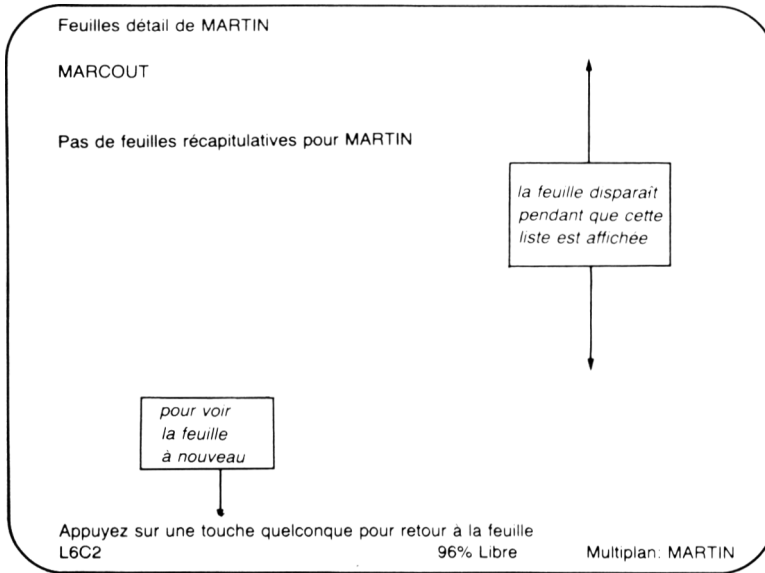 Feuilles détail de MARTIN
MARCOUT
Pas de feuilles récapitulatives pour MARTIN
la feuille disparaît
pendant que cette
liste est affichée
pour voir
la feuille
à nouveau
Appuyez sur une touche quelconque pour retour à la feuille
L6C2 96% Libre Multiplan: MARTIN